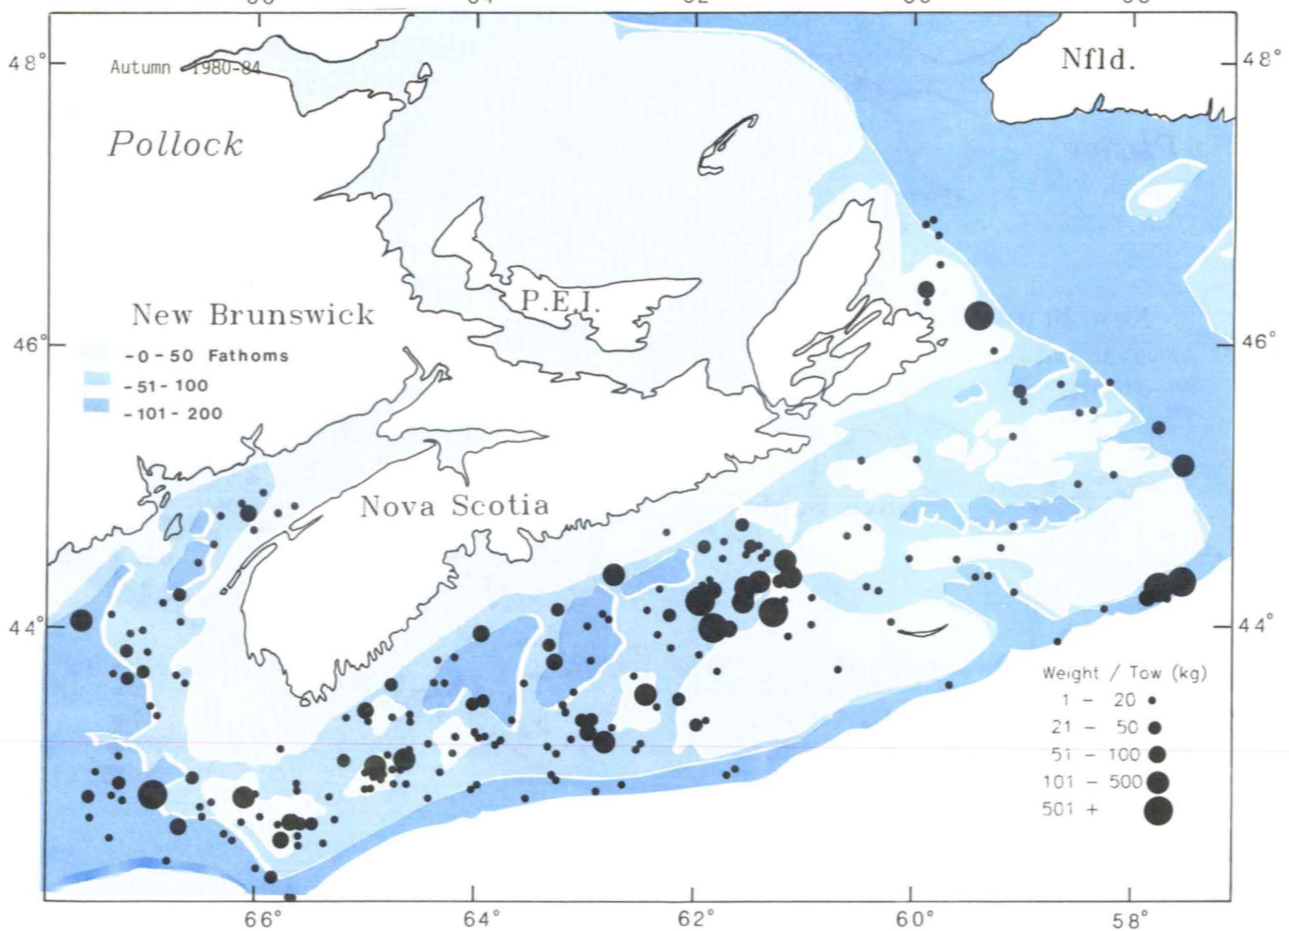 48°
48°
Nfld.
Autumn 1980-84
Pollock
P.E.I.
New Brunswick
46°
46°
-0-50 Fathoms
-51-100
-101-200
Nova Scotia
44°
44°
Weight / Tow (kg)
1 - 20
21 - 50
51 - 100
101 - 500
501 +
66° 64° 62° 60° 58°